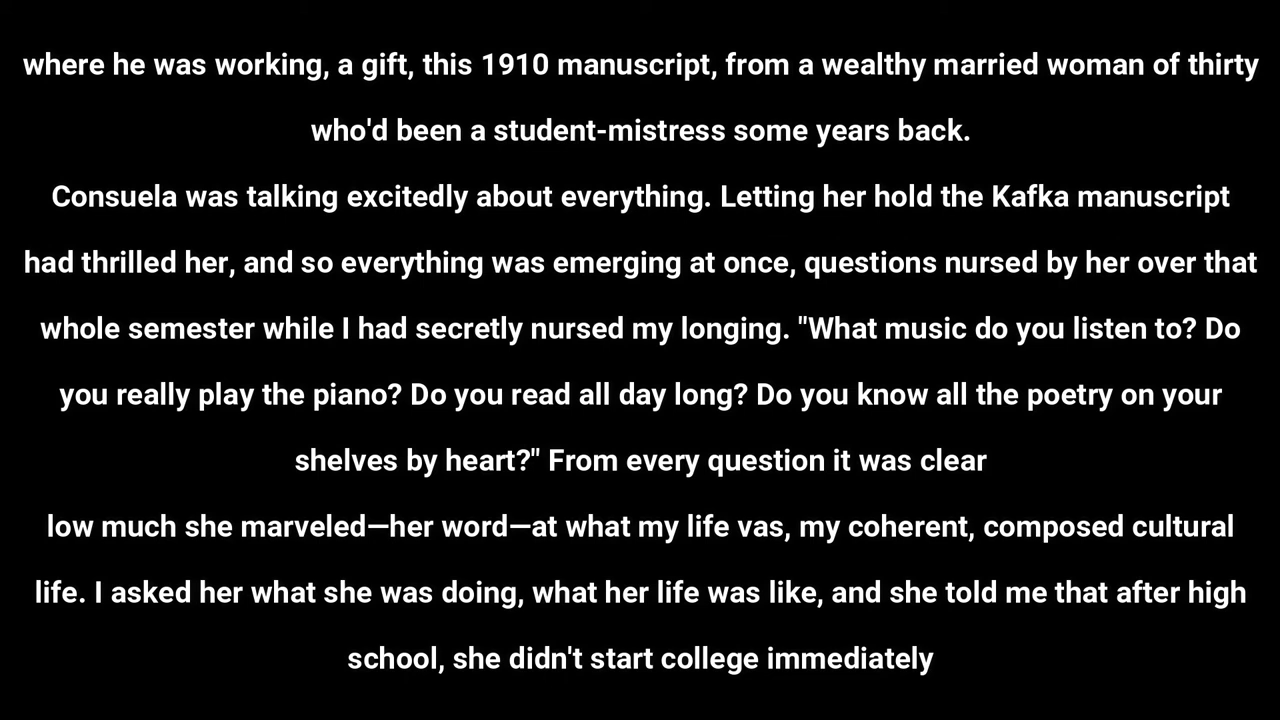 where he was working, a gift, this 1910 manuscript, from a wealthy married woman of thirty
who'd been a student-mistress some years back.
Consuela was talking excitedly about everything. Letting her hold the Kafka manuscript
had thrilled her, and so everything was emerging at once, questions nursed by her over that
whole semester while I had secretly nursed my longing. "What music do you listen to? Do
you really play the piano? Do you read all day long? Do you know all the poetry on your
shelves by heart?" From every question it was clear
low much she marveled—her word—at what my life vas, my coherent, composed cultural
life. I asked her what she was doing, what her life was like, and she told me that after high
school, she didn't start college immediately